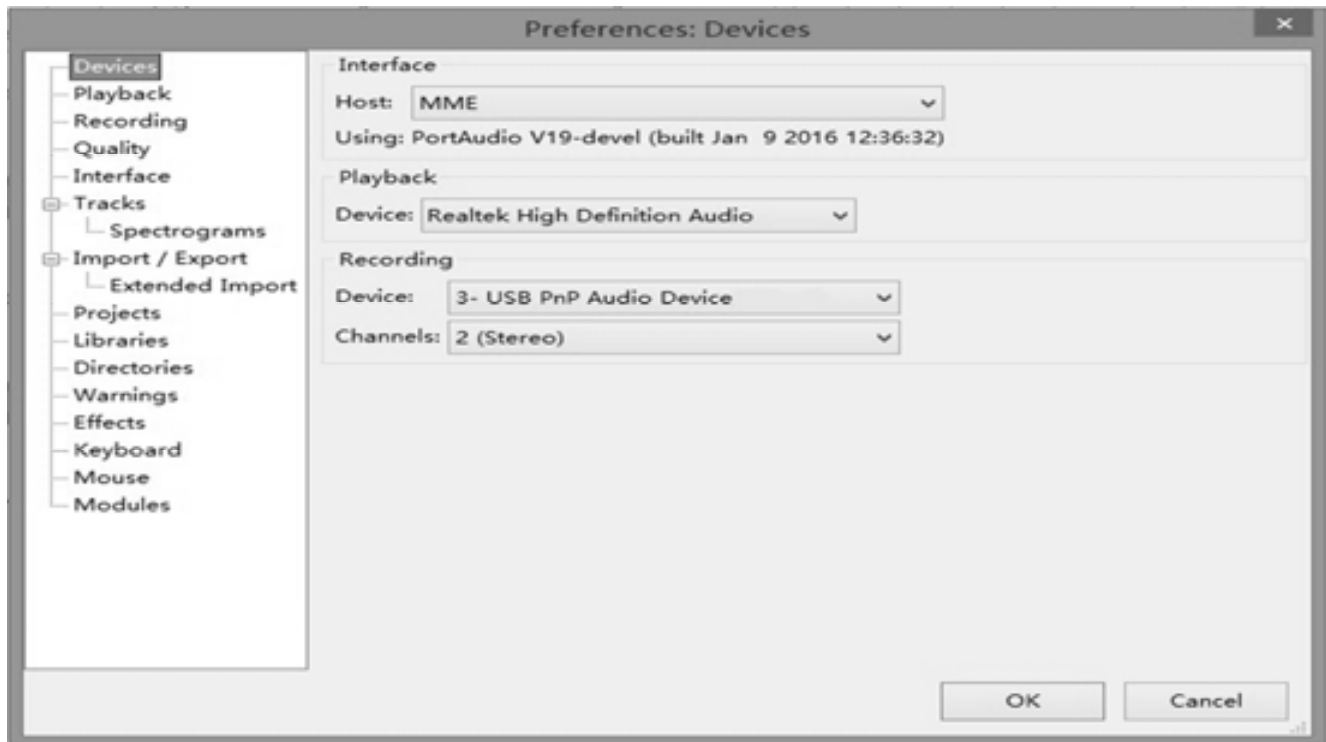 Preferences: Devices
Devices
Playback
Recording
Quality
Interface
Tracks
Spectrograms
Import / Export
Extended Import
Projects
Libraries
Directories
Warnings
Effects
Keyboard
Mouse
Modules
Interface
Host: MME
Using: PortAudio V19-devel (built Jan 9 2016 12:36:32)
Playback
Device: Realtek High Definition Audio
Recording
Device: 3- USB PnP Audio Device
Channels: 2 (Stereo)
OK Cancel